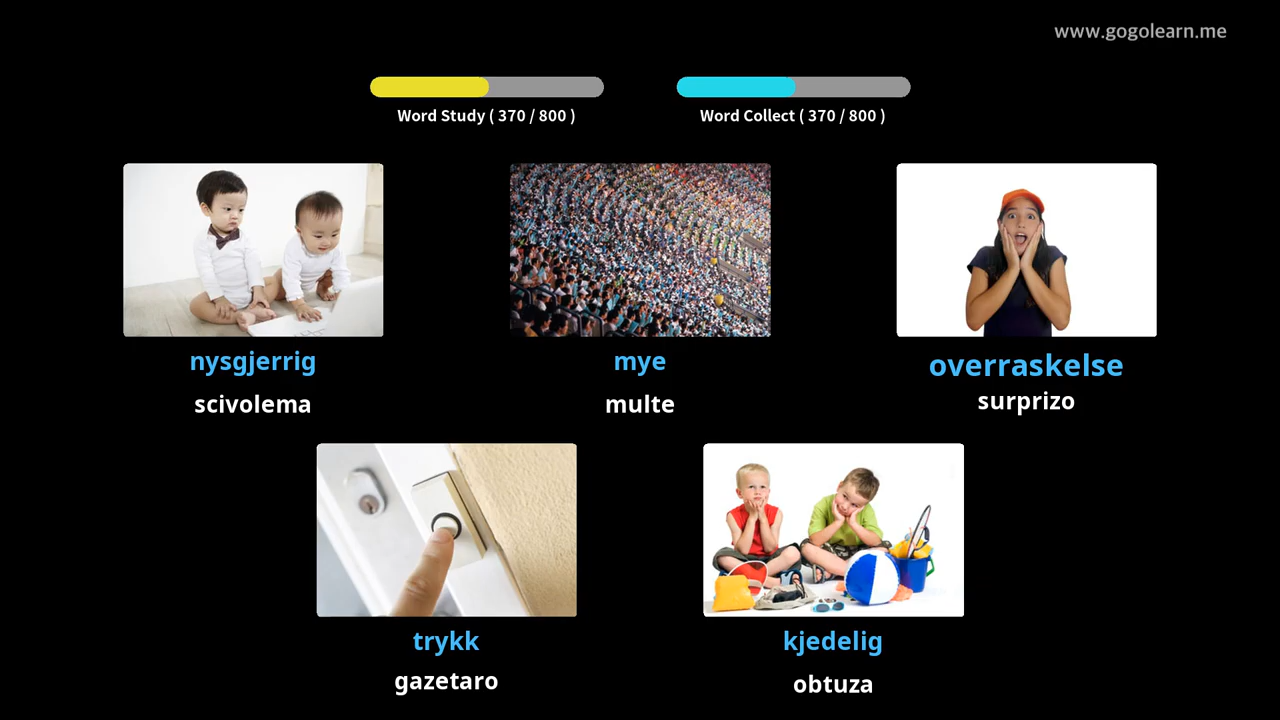 www.gogolearn.me
Word Study ( 370 / 800 )
Word Collect ( 370 / 800 )
nysgjerrig
scivolema
mye
multe
overraskelse
surprizo
trykk
gazetaro
kjedelig
obtuza